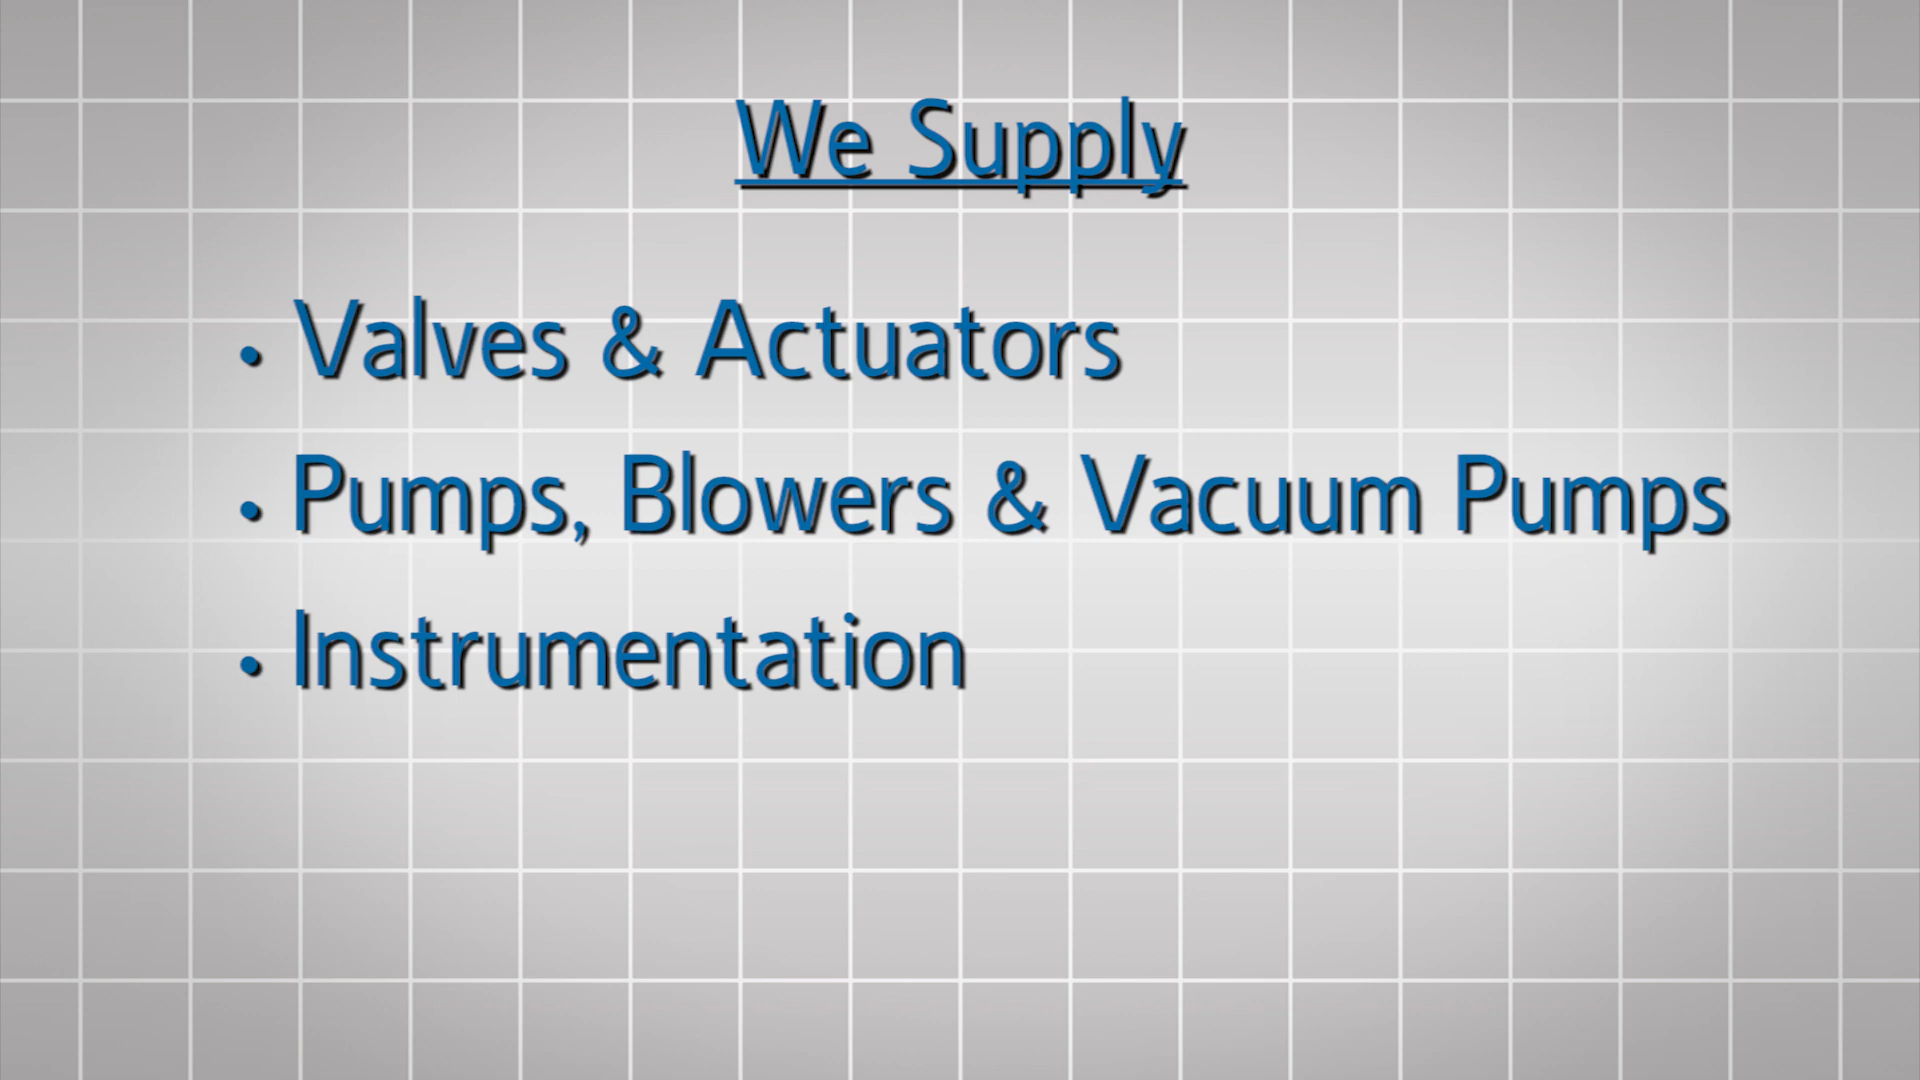 We Supply
• Valves & Actuators
• Pumps, Blowers & Vacuum Pumps
• Instrumentation